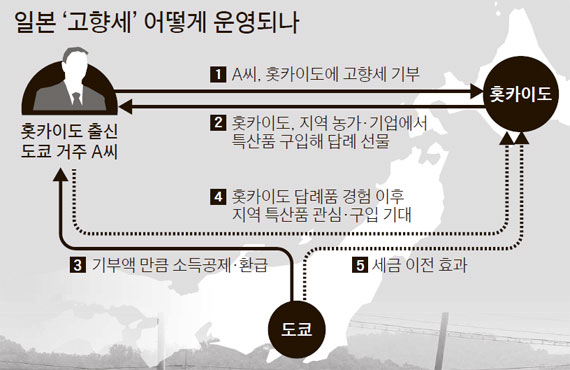 일본 ‘고향세’ 어떻게 운영되나
1 A씨, 홋카이도에 고향세 기부
홋카이도
홋카이도 출신
도쿄 거주 A씨
2 홋카이도, 지역 농가·기업에서
특산품 구입해 답례 선물
4 홋카이도 답례품 경험 이후
지역 특산품 관심·구입 기대
3 기부액 만큼 소득공제·환급
5 세금 이전 효과
도쿄